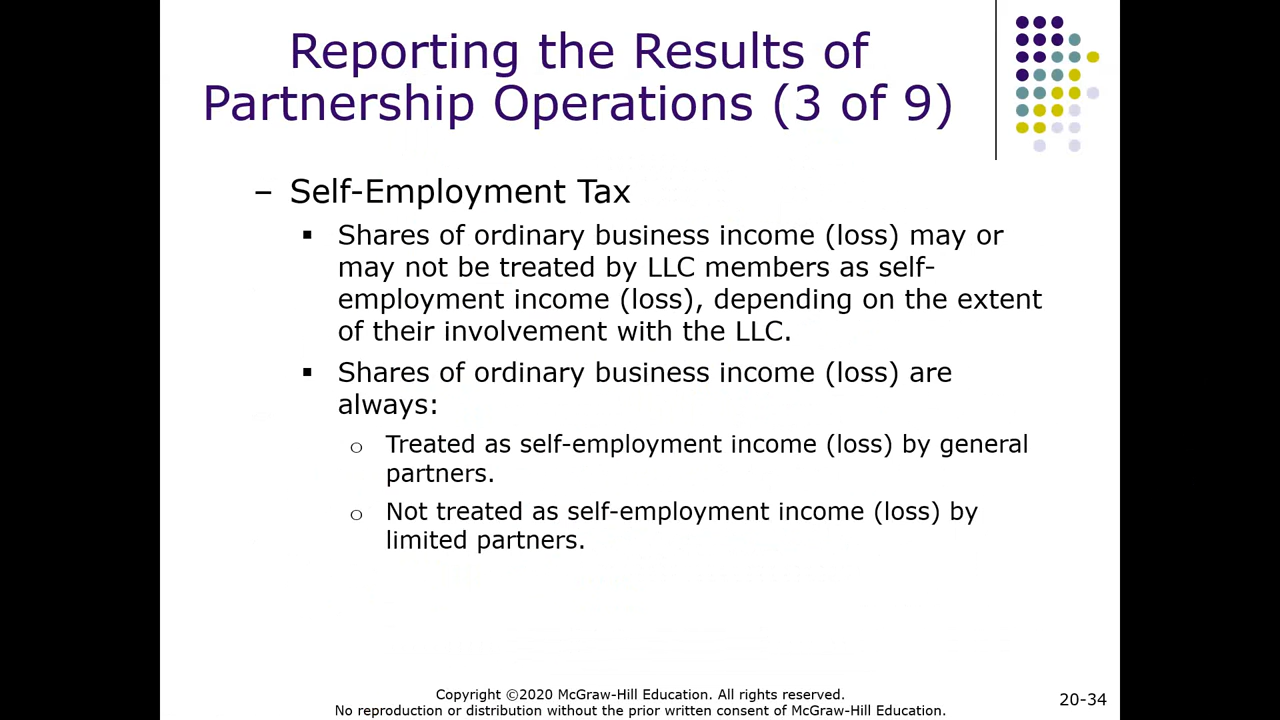 Reporting the Results of
Partnership Operations (3 of 9)
– Self-Employment Tax
▪ Shares of ordinary business income (loss) may or
may not be treated by LLC members as self-
employment income (loss), depending on the extent
of their involvement with the LLC.
▪ Shares of ordinary business income (loss) are
always:
o Treated as self-employment income (loss) by general
partners.
o Not treated as self-employment income (loss) by
limited partners.
Copyright ©2020 McGraw-Hill Education. All rights reserved.
No reproduction or distribution without the prior written consent of McGraw-Hill Education.
20-34